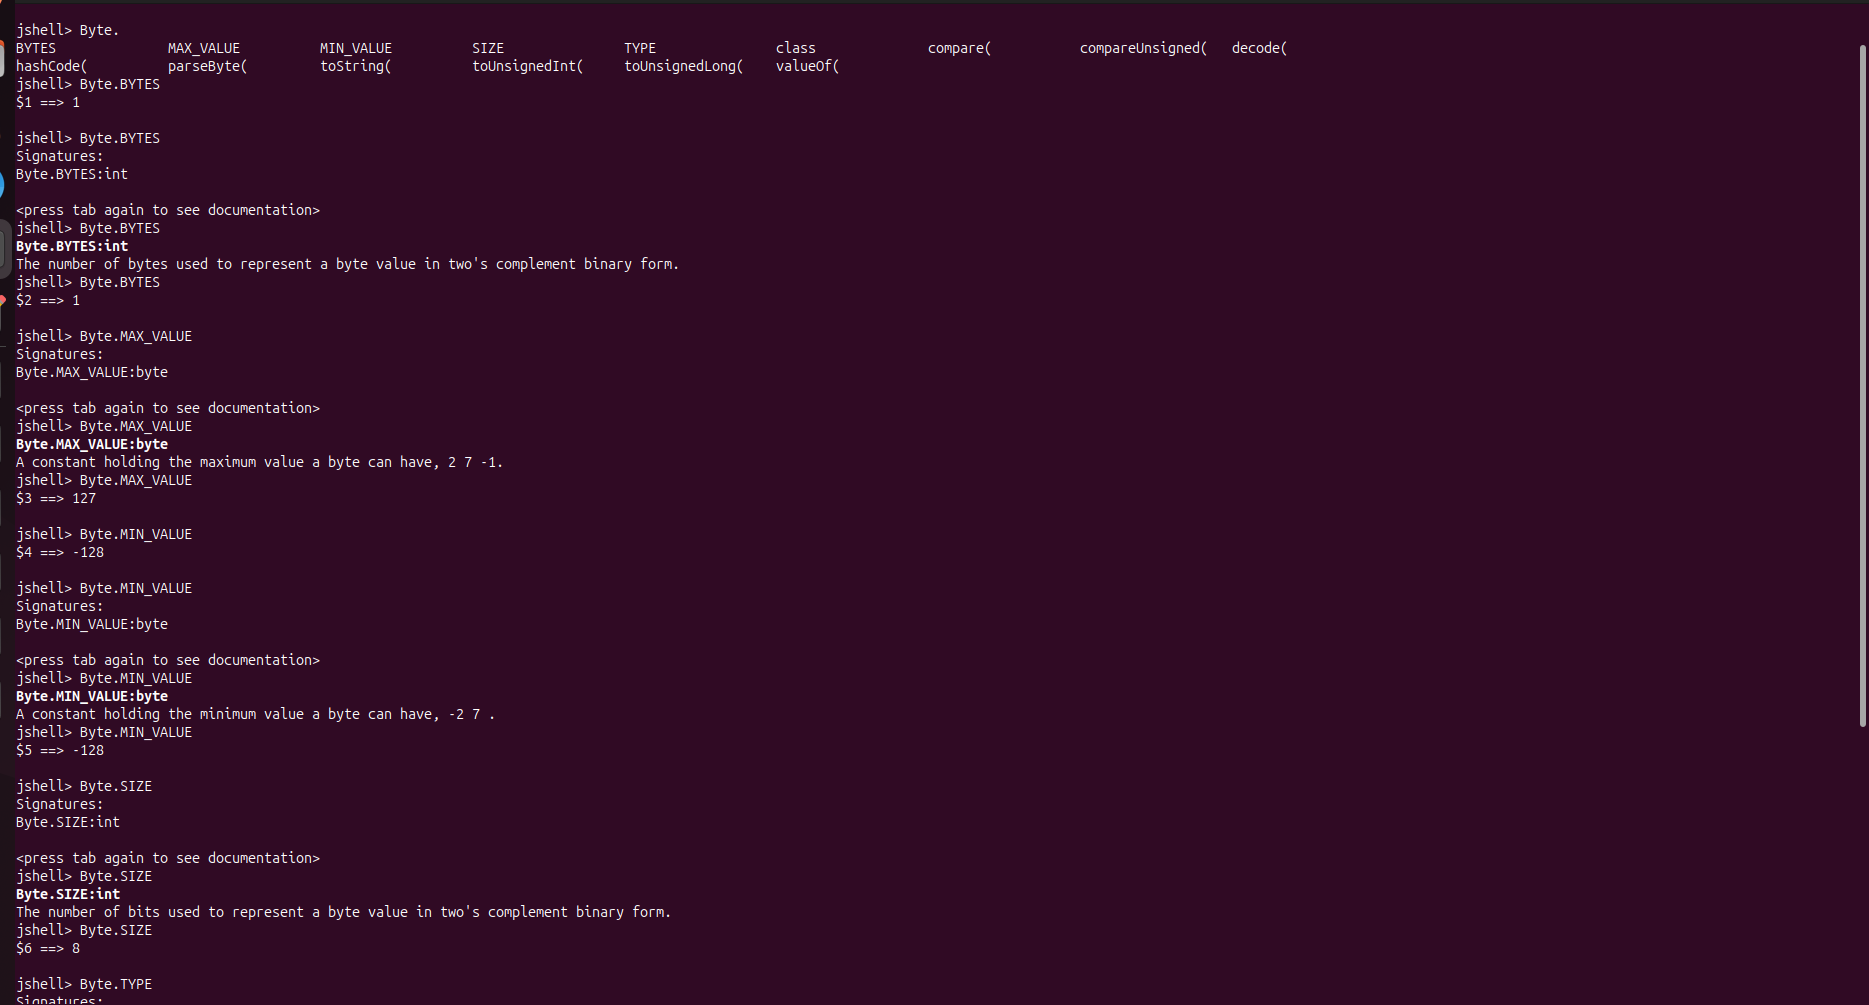 jshell> Byte.
BYTES MAX_VALUE MIN_VALUE SIZE TYPE class compare( compareUnsigned( decode(
hashCode( parseByte( toString( toUnsignedInt( toUnsignedLong( valueOf(
jshell> Byte.BYTES
$1 ==> 1
jshell> Byte.BYTES
Signatures:
Byte.BYTES:int
<press tab again to see documentation>
jshell> Byte.BYTES
Byte.BYTES:int
The number of bytes used to represent a byte value in two's complement binary form.
jshell> Byte.BYTES
$2 ==> 1
jshell> Byte.MAX_VALUE
Signatures:
Byte.MAX_VALUE:byte
<press tab again to see documentation>
jshell> Byte.MAX_VALUE
Byte.MAX_VALUE:byte
A constant holding the maximum value a byte can have, 2 7 -1.
jshell> Byte.MAX_VALUE
$3 ==> 127
jshell> Byte.MIN_VALUE
$4 ==> -128
jshell> Byte.MIN_VALUE
Signatures:
Byte.MIN_VALUE:byte
<press tab again to see documentation>
jshell> Byte.MIN_VALUE
Byte.MIN_VALUE:byte
A constant holding the minimum value a byte can have, -2 7 .
jshell> Byte.MIN_VALUE
$5 ==> -128
jshell> Byte.SIZE
Signatures:
Byte.SIZE:int
<press tab again to see documentation>
jshell> Byte.SIZE
Byte.SIZE:int
The number of bits used to represent a byte value in two's complement binary form.
jshell> Byte.SIZE
$6 ==> 8
jshell> Byte.TYPE
Signatures: